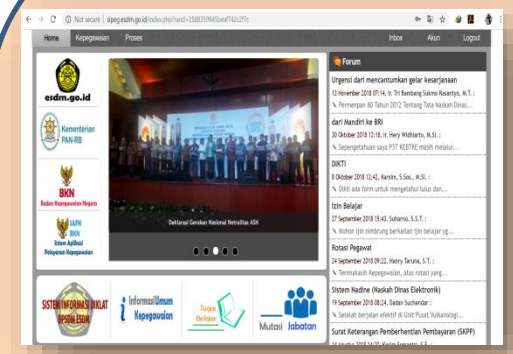 Not secure | sipeg.esdm.go.id/index.php?rand=
Home Kepegawaian Proses Inbox Akun Logout
esdm.go.id
Kementerian
PAN-RB
BKN
Badan Kepegawaian Negara
SAPK
BKN
Sistem Aplikasi
Pelayanan Kepegawaian
Deklarasi Gerakan Nasional Netralitas ASN
Forum
Urgensi dari mencantumkan gelar kesarjanaan
13 November 2018 07:14, Ir. Tri Bambang Sukmo Rasantyo, M.T. :
Permenpan 80 Tahun 2012 Tentang Tata Naskah Dinas...
dari Mandiri ke BRI
30 Oktober 2018 12:18, Ir. Hery Widhiarto, M.Si. :
Sepengetahuan saya P3T KEBTKE masih melalui...
DIKTI
8 Oktober 2018 12:42, Karsim, S.Sos., M.Si. :
Dikti ada form untuk mengetahui lulus dan...
Izin Belajar
27 September 2018 15:43, Suharno, S.S.T. :
Mohon ijin nimbrung berkaitan ijin belajar yg...
Rotasi Pegawai
24 September 2018 09:22, Hanry Taruna, S.T. :
Terimakasih Kepegawaian, atas rotasi yang...
Sistem Nadine (Naskah Dinas Elektronik)
19 September 2018 08:24, Dadan Suchendar :
Setelah berjalan efektif di Unit Pusat Vulkanologi...
Surat Keterangan Pemberhentian Pembayaran (SKPP)
SISTEM INFORMASI DIKLAT
BPSDM ESDM
Informasi Umum
Kepegawaian
Tugas
Belajar
Mutasi Jabatan